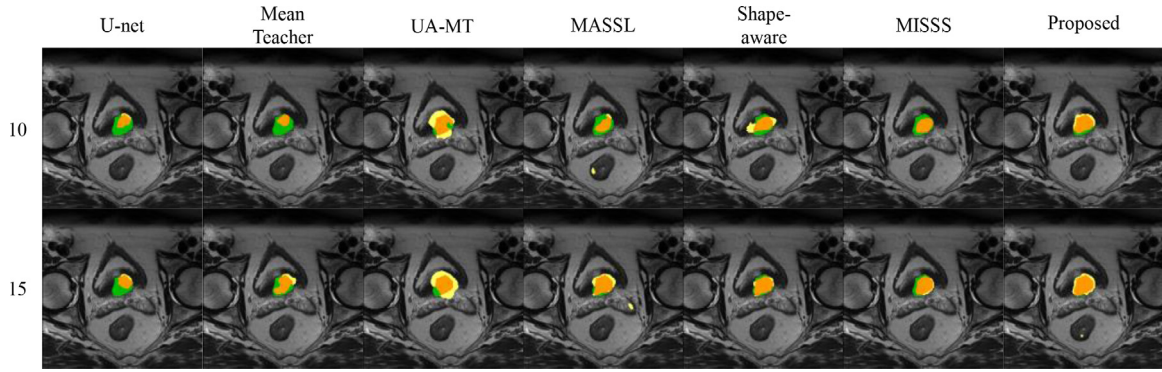 U-net
Mean
Teacher
UA-MT
MASSL
Shape-
aware
MISSS
Proposed
10
15